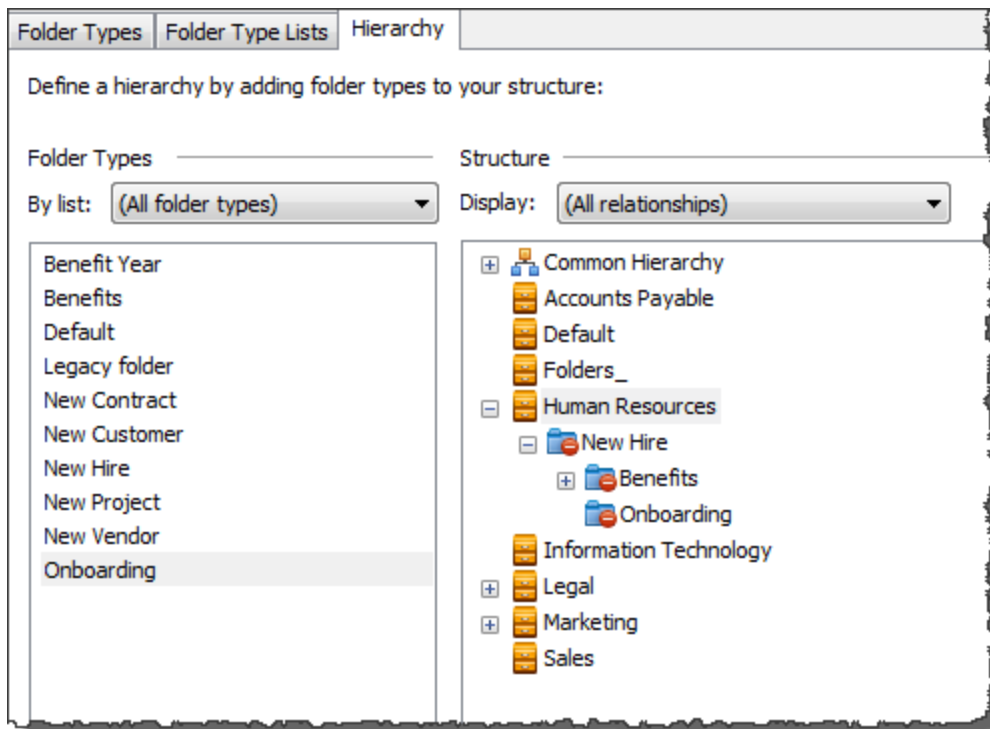 Folder Types Folder Type Lists Hierarchy
Define a hierarchy by adding folder types to your structure:
Folder Types
By list: (All folder types)
Benefit Year
Benefits
Default
Legacy folder
New Contract
New Customer
New Hire
New Project
New Vendor
Onboarding
Structure
Display: (All relationships)
Common Hierarchy
Accounts Payable
Default
Folders_
Human Resources
New Hire
Benefits
Onboarding
Information Technology
Legal
Marketing
Sales